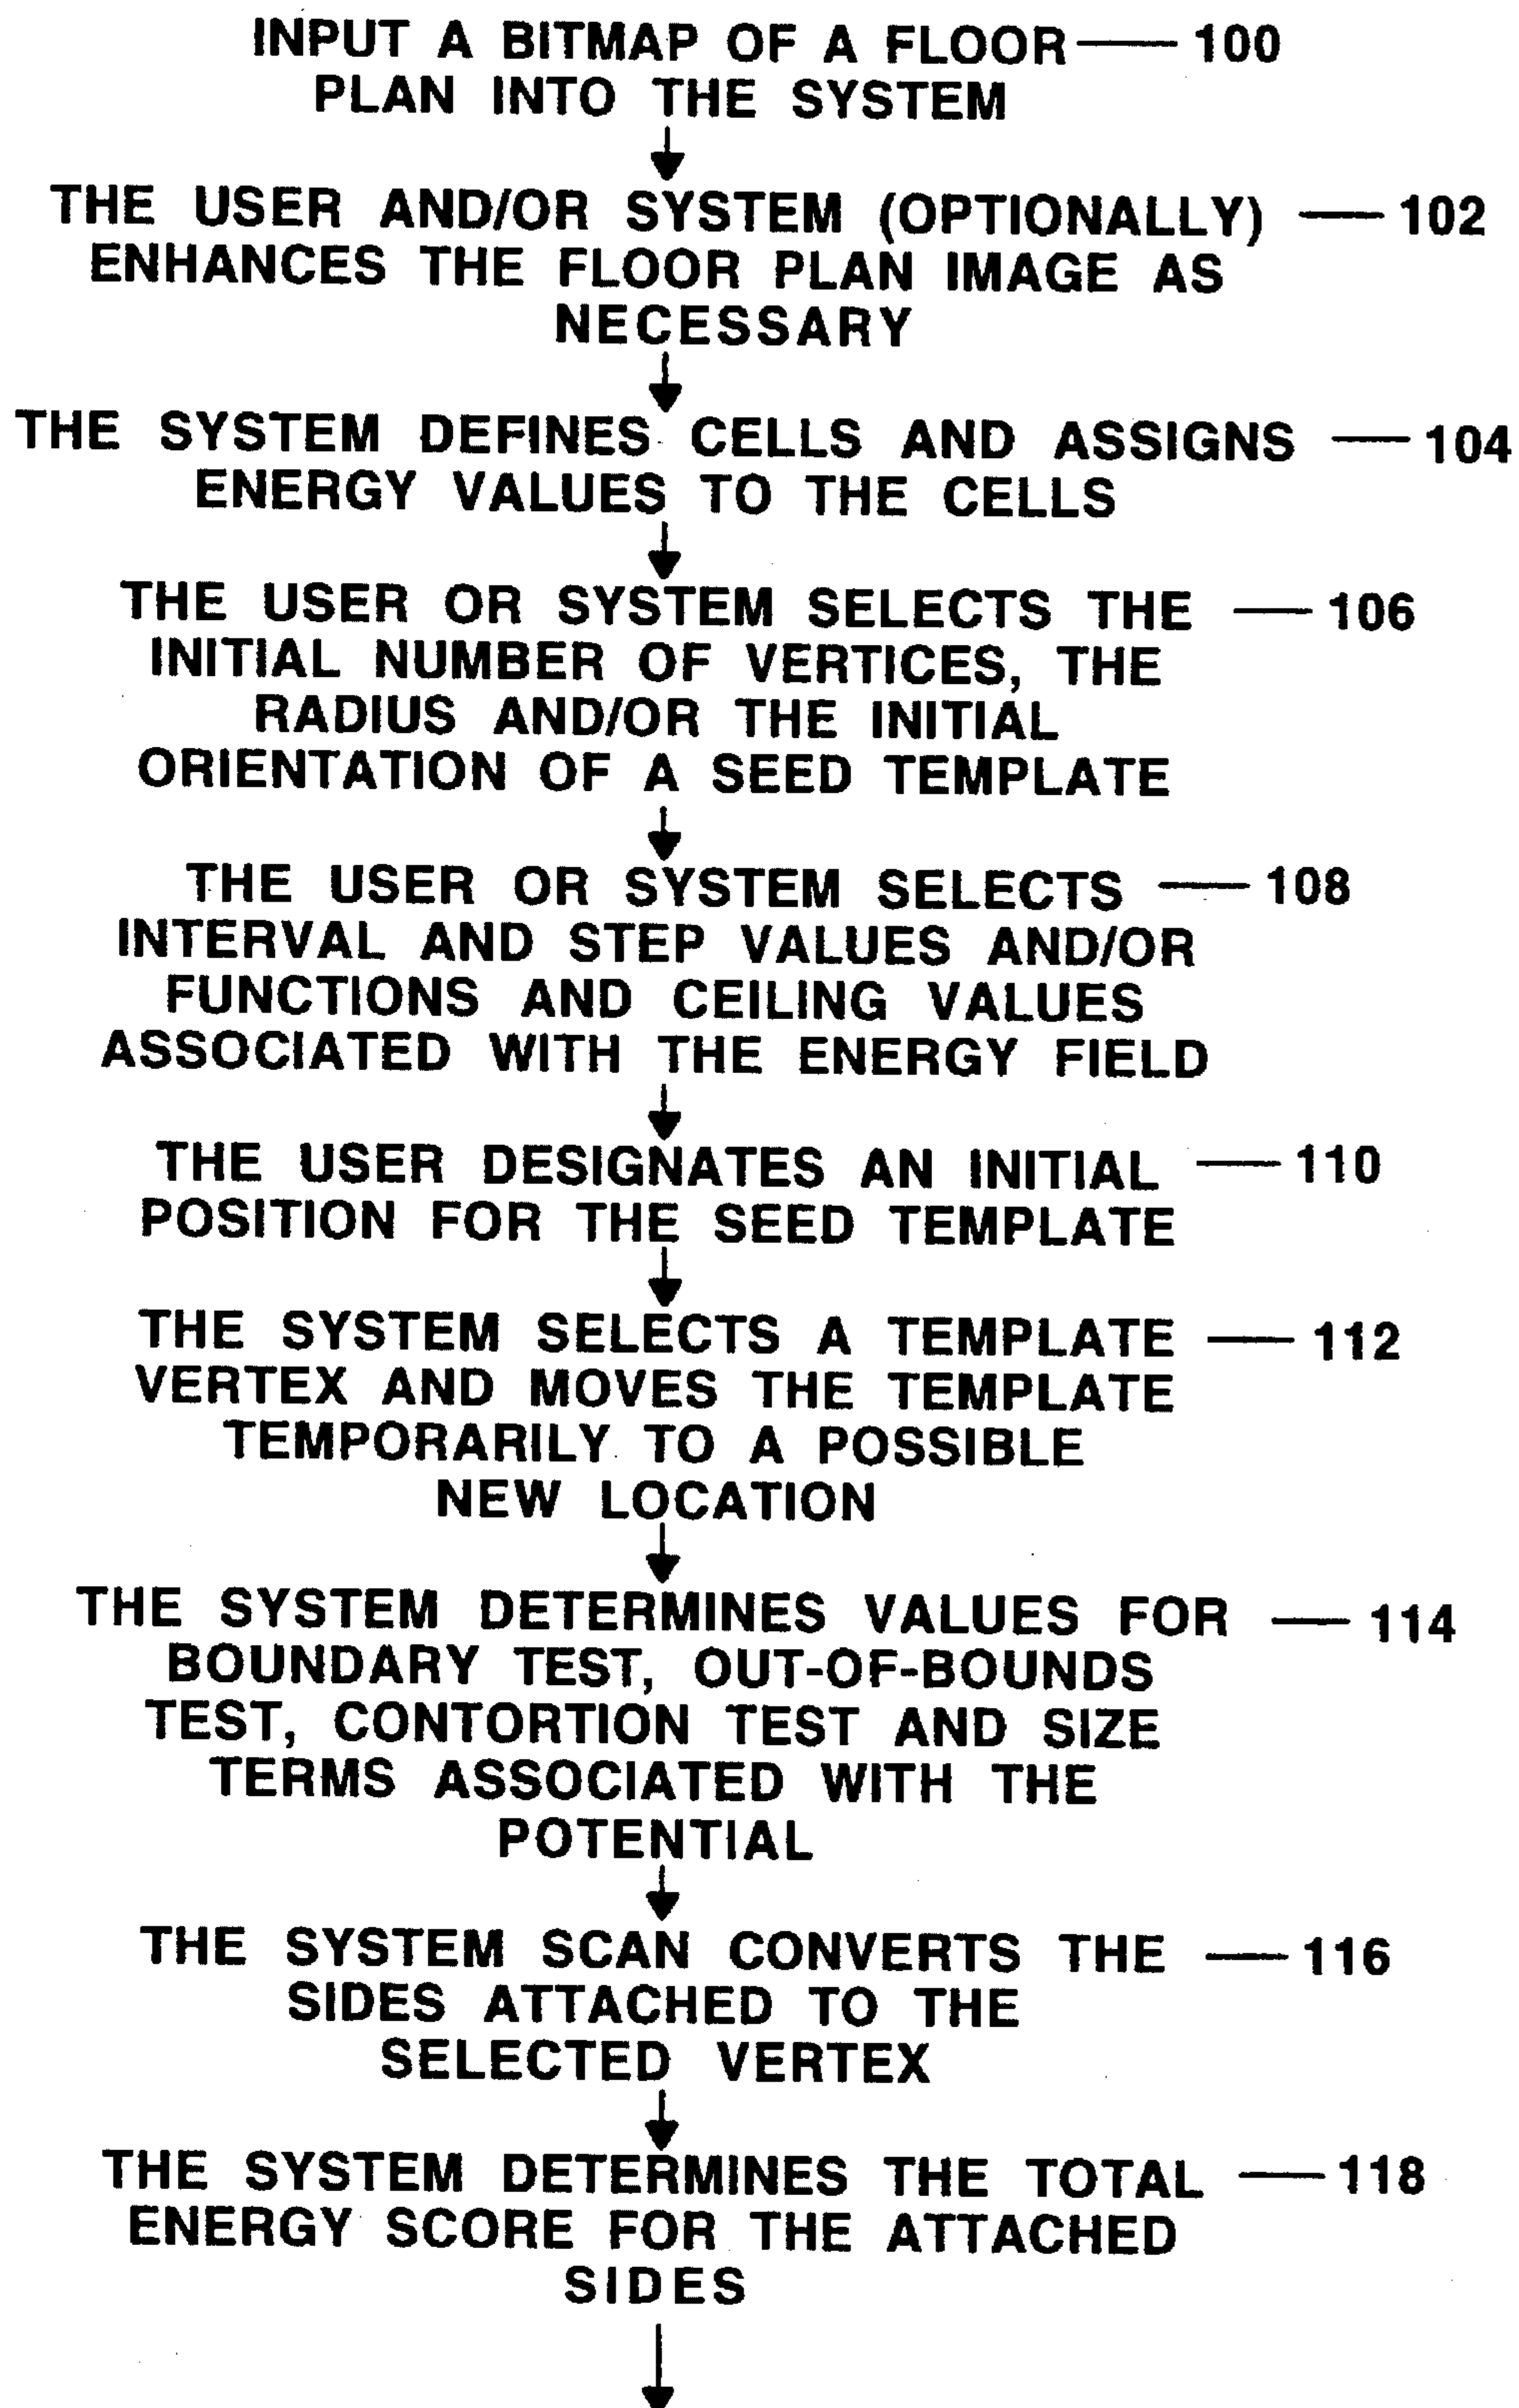 INPUT A BITMAP OF A FLOOR — 100
PLAN INTO THE SYSTEM
THE USER AND/OR SYSTEM (OPTIONALLY) — 102
ENHANCES THE FLOOR PLAN IMAGE AS
NECESSARY
THE SYSTEM DEFINES CELLS AND ASSIGNS — 104
ENERGY VALUES TO THE CELLS
THE USER OR SYSTEM SELECTS THE — 106
INITIAL NUMBER OF VERTICES, THE
RADIUS AND/OR THE INITIAL
ORIENTATION OF A SEED TEMPLATE
THE USER OR SYSTEM SELECTS — 108
INTERVAL AND STEP VALUES AND/OR
FUNCTIONS AND CEILING VALUES
ASSOCIATED WITH THE ENERGY FIELD
THE USER DESIGNATES AN INITIAL — 110
POSITION FOR THE SEED TEMPLATE
THE SYSTEM SELECTS A TEMPLATE — 112
VERTEX AND MOVES THE TEMPLATE
TEMPORARILY TO A POSSIBLE
NEW LOCATION
THE SYSTEM DETERMINES VALUES FOR — 114
BOUNDARY TEST, OUT-OF-BOUNDS
TEST, CONTORTION TEST AND SIZE
TERMS ASSOCIATED WITH THE
POTENTIAL
THE SYSTEM SCAN CONVERTS THE — 116
SIDES ATTACHED TO THE
SELECTED VERTEX
THE SYSTEM DETERMINES THE TOTAL — 118
ENERGY SCORE FOR THE ATTACHED
SIDES